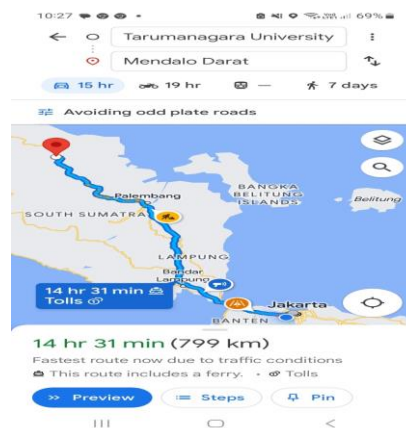 10:27
69%
Tarumanagara University
Mendalo Darat
15 hr 19 hr — 7 days
Avoiding odd plate roads
Palembang
BANGKA
BELITUNG
ISLANDS
Belitung
SOUTH SUMATRA
LAMPUNG
Bandar
Lampung
14 hr 31 min
Tolls
Jakarta
BANTEN
14 hr 31 min (799 km)
Fastest route now due to traffic conditions
This route includes a ferry. • Tolls
Preview Steps Pin